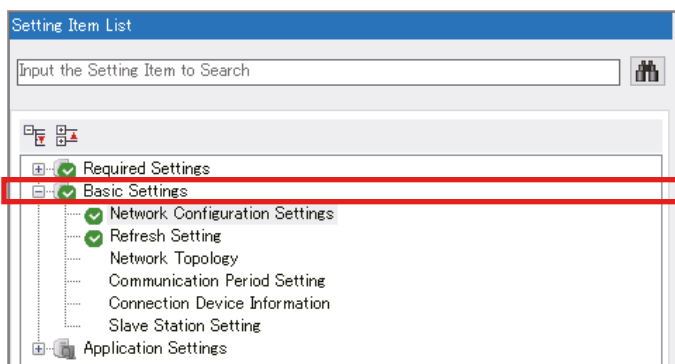 Setting Item List
Input the Setting Item to Search
Required Settings
Basic Settings
Network Configuration Settings
Refresh Setting
Network Topology
Communication Period Setting
Connection Device Information
Slave Station Setting
Application Settings